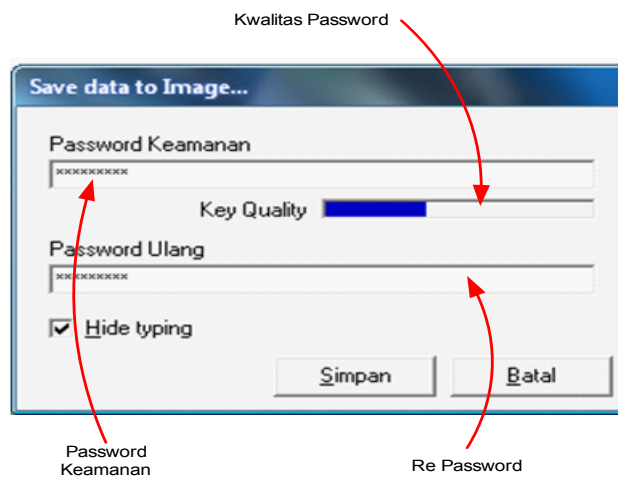 Kwalitas Password
Save data to Image...
Password Keamanan
×××××××××
Key Quality
Password Ulang
×××××××××
Hide typing
Simpan
Batal
Password
Keamanan
Re Password